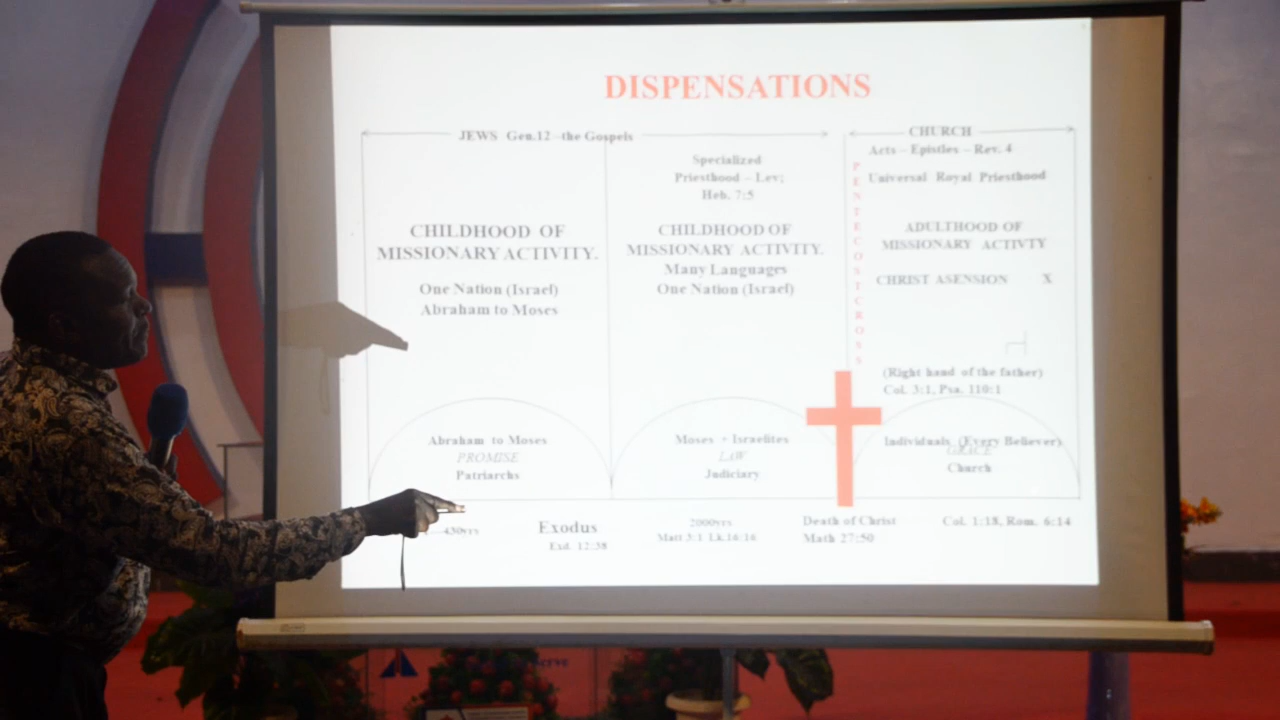 DISPENSATIONS
JEWS Gen.12 - the Gospels
CHURCH
Acts – Epistles – Rev. 4
Specialized
Priesthood – Lev;
Heb. 7:5
Universal Royal Priesthood
PENTECOSTCROSS
CHILDHOOD OF
MISSIONARY ACTIVITY.
One Nation (Israel)
Abraham to Moses
CHILDHOOD OF
MISSIONARY ACTIVITY.
Many Languages
One Nation (Israel)
ADULTHOOD OF
MISSIONARY ACTIVTY
CHRIST ASENSION X
(Right hand of the father)
Col. 3:1, Psa. 110:1
Abraham to Moses
PROMISE
Patriarchs
Moses + Israelites
LAW
Judiciary
Individuals (Every Believer)
GRACE
Church
430yrs
Exodus
Exd. 12:38
2000yrs
Matt 3:1 Lk16:16
Death of Christ
Math 27:50
Col. 1:18, Rom. 6:14